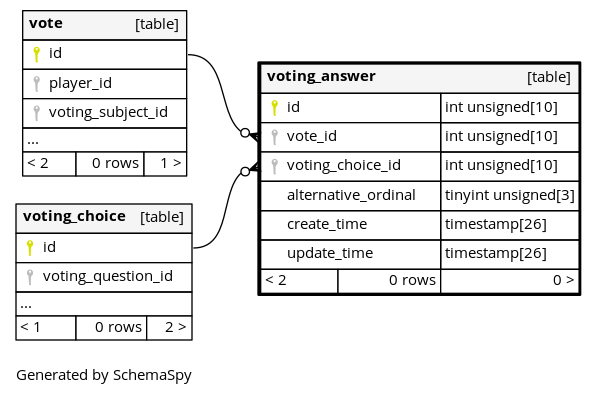 vote [table]
id
player_id
voting_subject_id
...
< 2 0 rows 1 >
voting_answer [table]
id int unsigned[10]
vote_id int unsigned[10]
voting_choice_id int unsigned[10]
alternative_ordinal tinyint unsigned[3]
create_time timestamp[26]
update_time timestamp[26]
< 2 0 rows 0 >
voting_choice [table]
id
voting_question_id
...
< 1 0 rows 2 >
Generated by SchemaSpy